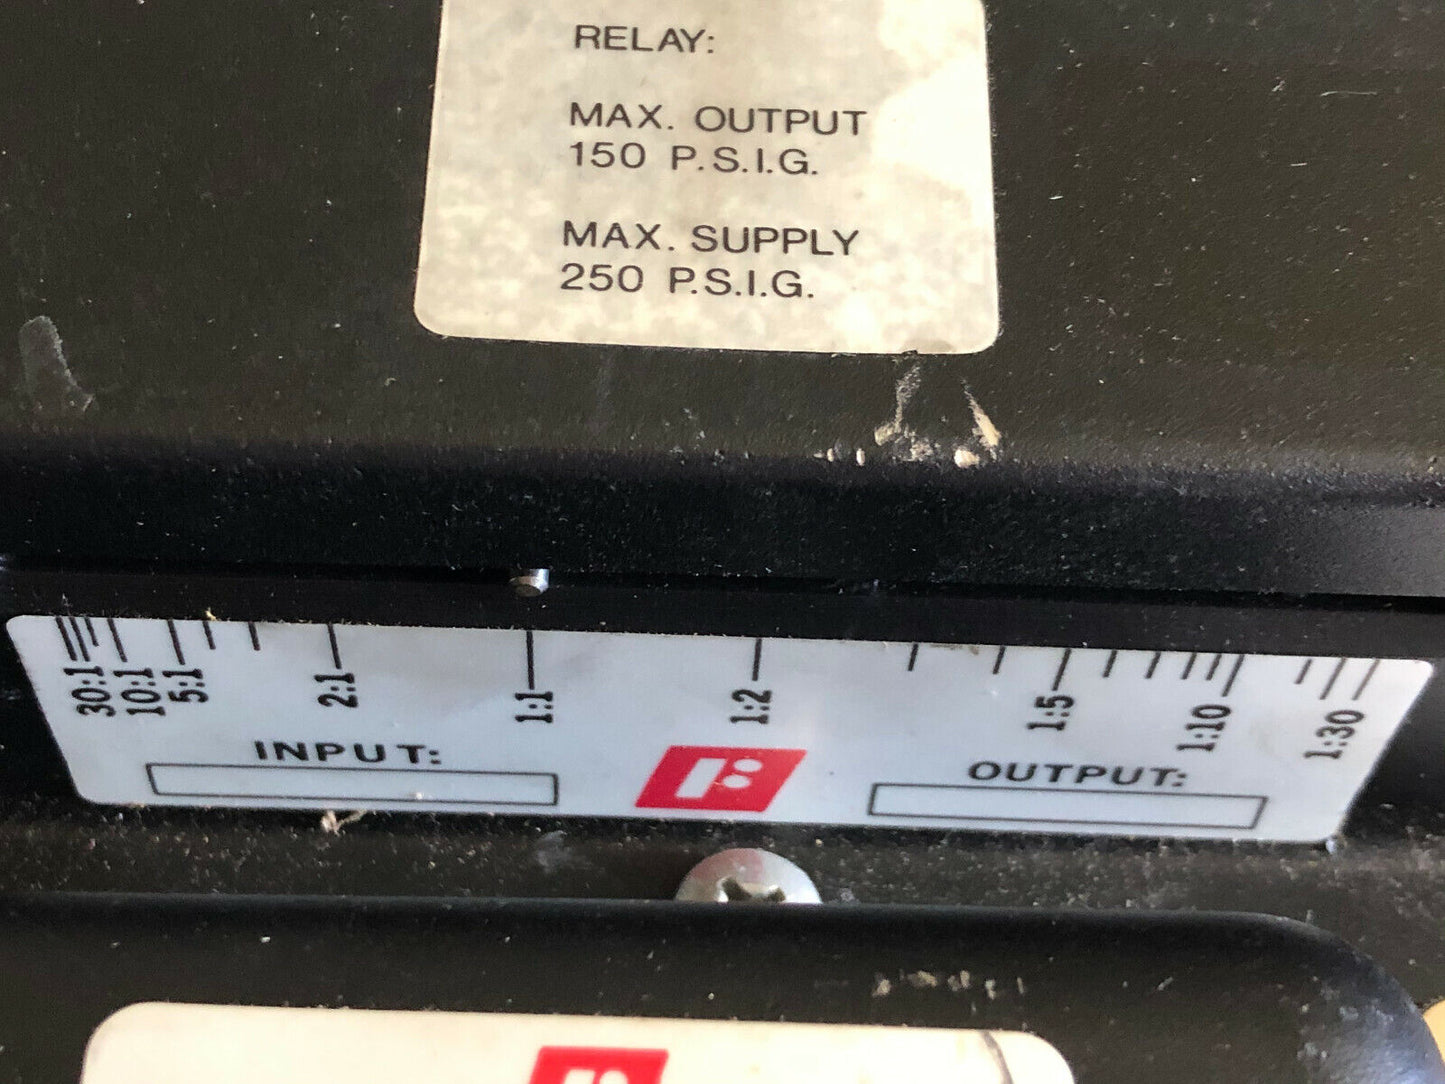 RELAY:
MAX. OUTPUT
150 P.S.I.G.
MAX. SUPPLY
250 P.S.I.G.
30:1 10:1 5:1 2:1 1:1 1:2 1:5 1:10 1:30
INPUT: OUTPUT: